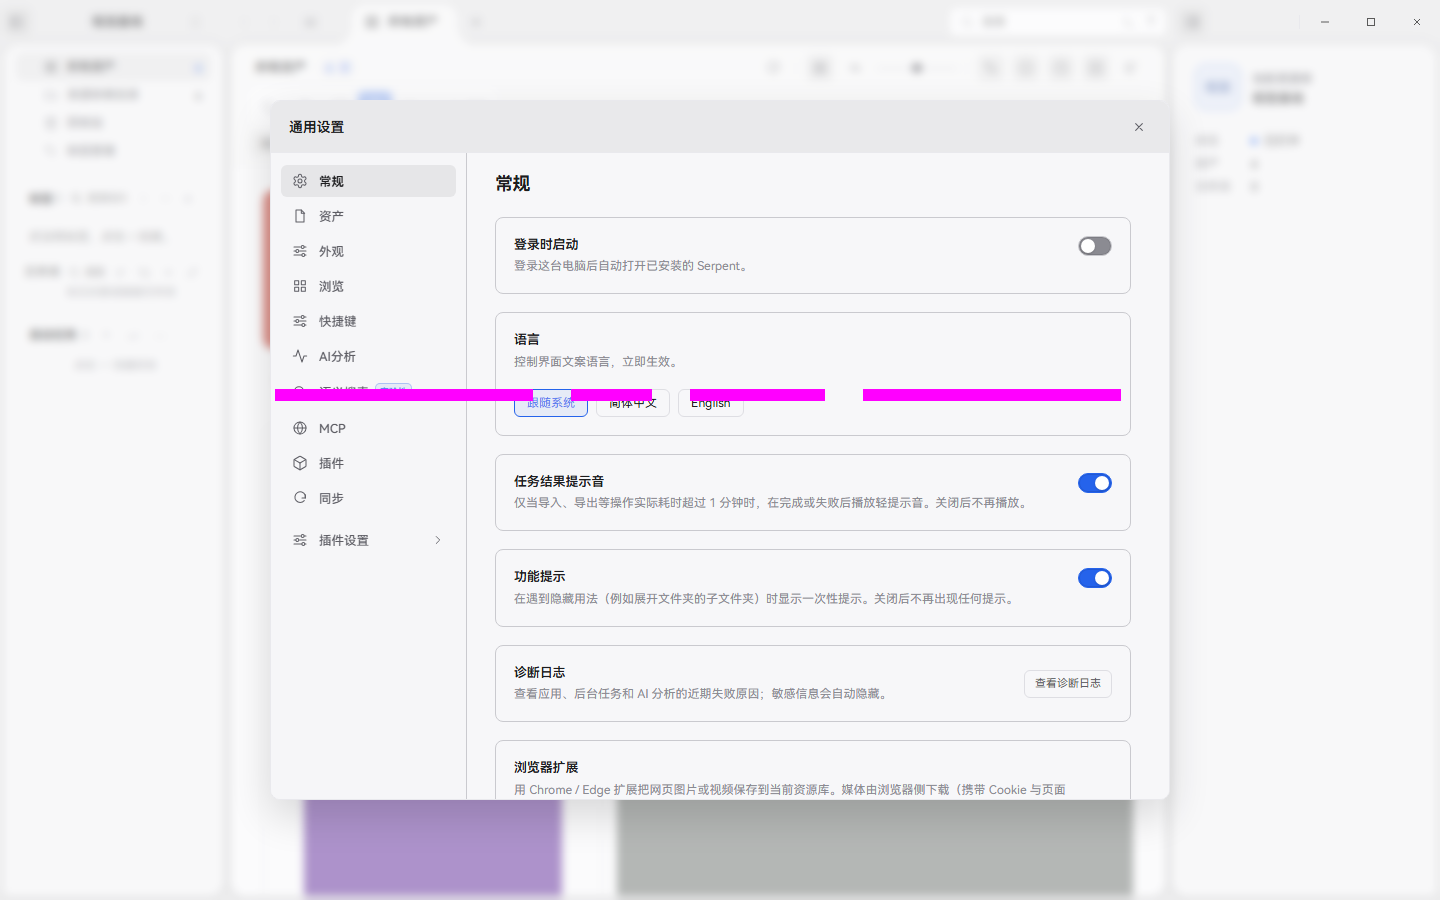 通用设置
常规
资产
外观
浏览
快捷键
AI分析
MCP
插件
同步
插件设置
常规
登录时启动
登录这台电脑后自动打开已安装的 Serpent。
语言
控制界面文案语言，立即生效。
跟随系统
简体中文
English
任务结果提示音
仅当导入、导出等操作实际耗时超过 1 分钟时，在完成或失败后播放轻提示音。关闭后不再播放。
功能提示
在遇到隐藏用法（例如展开文件夹的子文件夹）时显示一次性提示。关闭后不再出现任何提示。
诊断日志
查看应用、后台任务和 AI 分析的近期失败原因；敏感信息会自动隐藏。
查看诊断日志
浏览器扩展
用 Chrome / Edge 扩展把网页图片或视频保存到当前资源库。媒体由浏览器侧下载（携带 Cookie 与页面